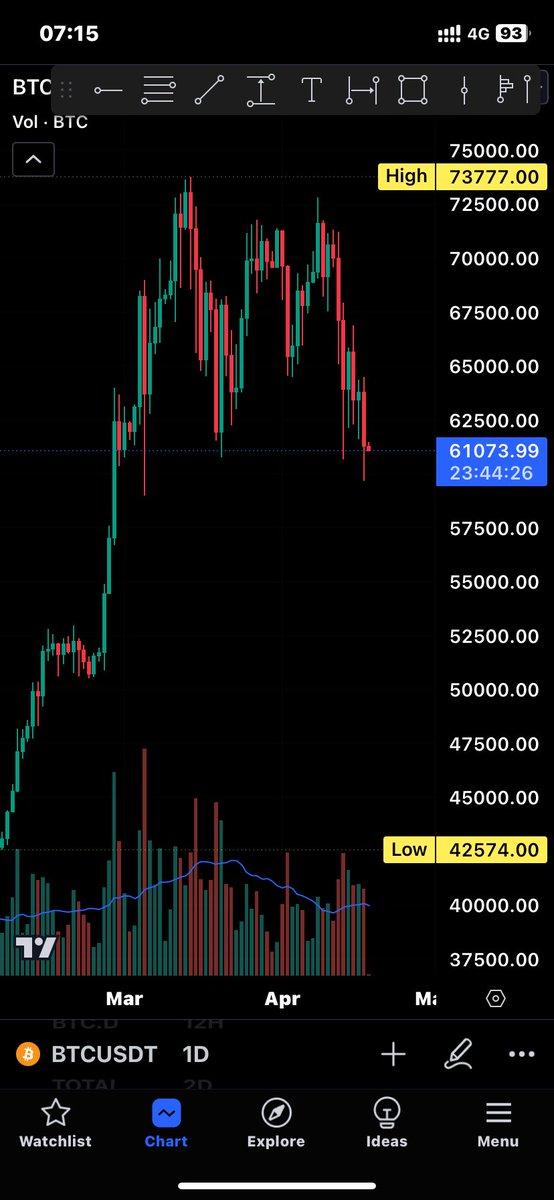 07:15
4G 93
BTC
Vol · BTC
75000.00
High 73777.00
72500.00
70000.00
67500.00
65000.00
62500.00
61073.99
23:44:26
57500.00
55000.00
52500.00
50000.00
47500.00
45000.00
Low 42574.00
40000.00
37500.00
Mar Apr
BTC.D 12H
BTCUSDT 1D
TOTAL 2D
Watchlist Chart Explore Ideas Menu